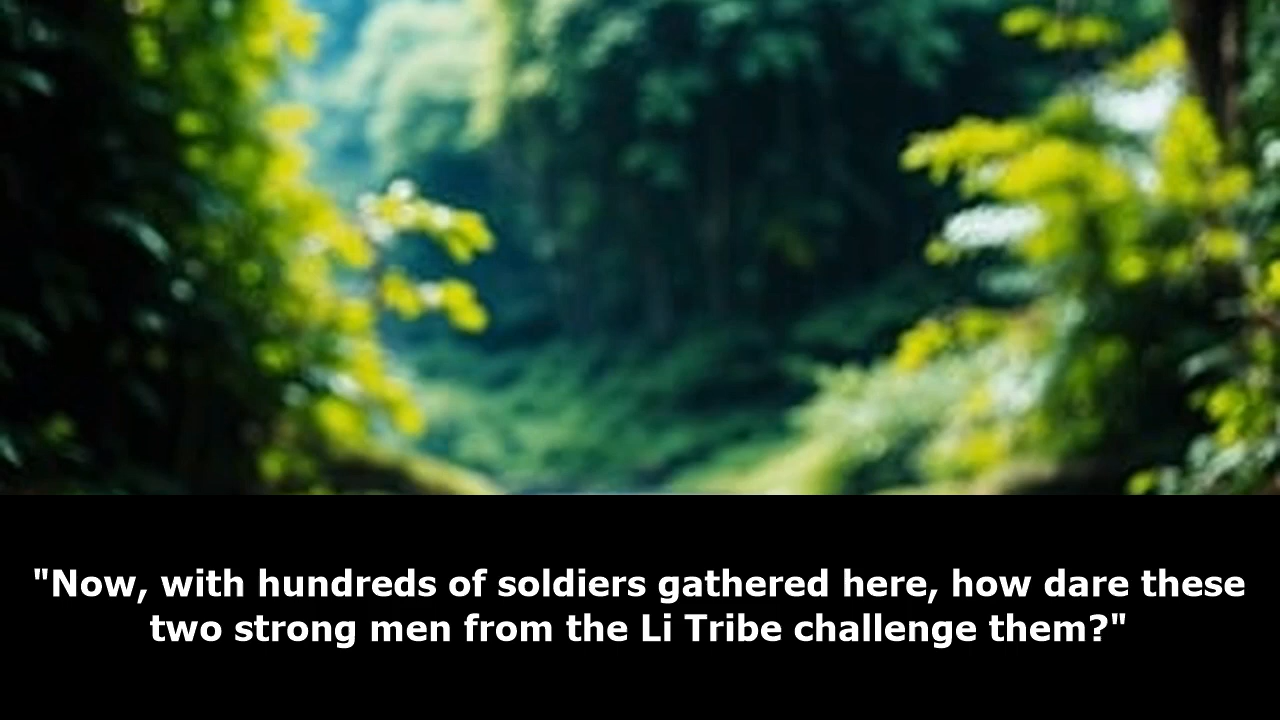 "Now, with hundreds of soldiers gathered here, how dare these
two strong men from the Li Tribe challenge them?"